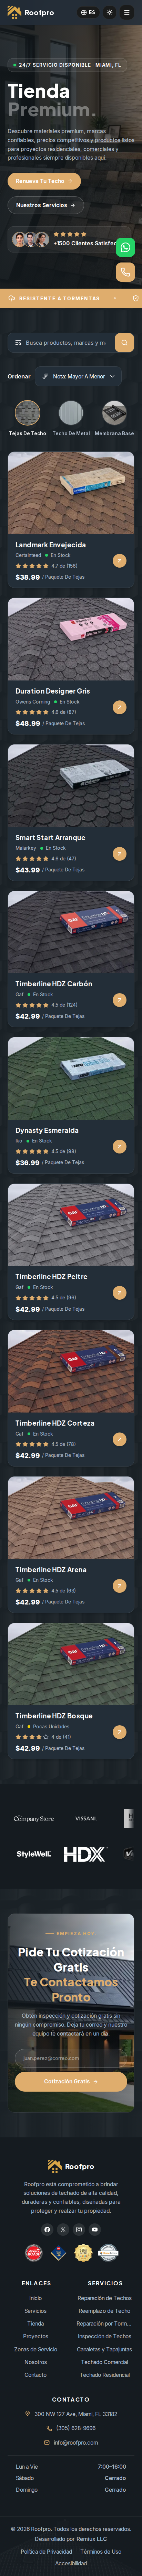 Roofpro
ES
24/7 SERVICIO DISPONIBLE · MIAMI, FL
Tienda
Premium.
Descubre materiales premium,
confiables, precios competitivos y productos listos
para proyectos residenciales, comerciales y
profesionales siempre disponibles aquí.
Renueva Tu Techo →
Nuestros Servicios →
+1500 Clientes
RESISTENTE A TORMENTAS
Busca productos, marcas y m
Ordenar
Nota: Mayor A Menor
Tejas De Techo
Techo De Metal
Membrana Base
Landmark Envejecida
Certainteed
En Stock
4.7 de (156)
$38.99 / Paquete De Tejas
Duration Designer Gris
Owens Corning
En Stock
4.6 de (87)
$48.99 / Paquete De Tejas
Smart Start Arranque
Malarkey
En Stock
4.6 de (47)
$43.99 / Paquete De Tejas
Timberline HDZ Carbón
Gaf
En Stock
4.5 de (124)
$42.99 / Paquete De Tejas
Dynasty Esmeralda
Iko
En Stock
4.5 de (98)
$36.99 / Paquete De Tejas
Timberline HDZ Peltre
Gaf
En Stock
4.5 de (96)
$42.99 / Paquete De Tejas
Timberline HDZ Corteza
Gaf
En Stock
4.5 de (78)
$42.99 / Paquete De Tejas
Timberline HDZ Arena
Gaf
En Stock
4.5 de (63)
$42.99 / Paquete De Tejas
Timberline HDZ Bosque
Gaf
Pocas Unidades
4 de (41)
$42.99 / Paquete De Tejas
Company Store
VISSANI
StyleWell.
HDX
EMPIEZA HOY
Pide Tu Cotización
Gratis
Te Contactamos
Pronto
Obtén inspección y cotización gratis sin
ningún compromiso. Deja tu correo y nuestro
equipo te contactará en un día.
juan.perez@correo.com
Cotización Gratis →
Roofpro
Roofpro está comprometido a brindar
soluciones de techado de alta calidad,
duraderas y confiables, diseñadas para
proteger y realzar tu propiedad.
ENLACES
SERVICIOS
Inicio
Reparación de Techos
Servicios
Reemplazo de Techo
Tienda
Reparación por Torm...
Proyectos
Inspección de Techos
Zonas de Servicio
Canaletas y Tapajuntas
Nosotros
Techado Comercial
Contacto
Techado Residencial
CONTACTO
300 NW 127 Ave, Miami, FL 33182
(305) 628-9696
info@roofpro.com
Lun a Vie
7:00–16:00
Sábado
Cerrado
Domingo
Cerrado
© 2026 Roofpro. Todos los derechos reservados.
Desarrollado por Remiux LLC
Política de Privacidad
Términos de Uso
Accesibilidad